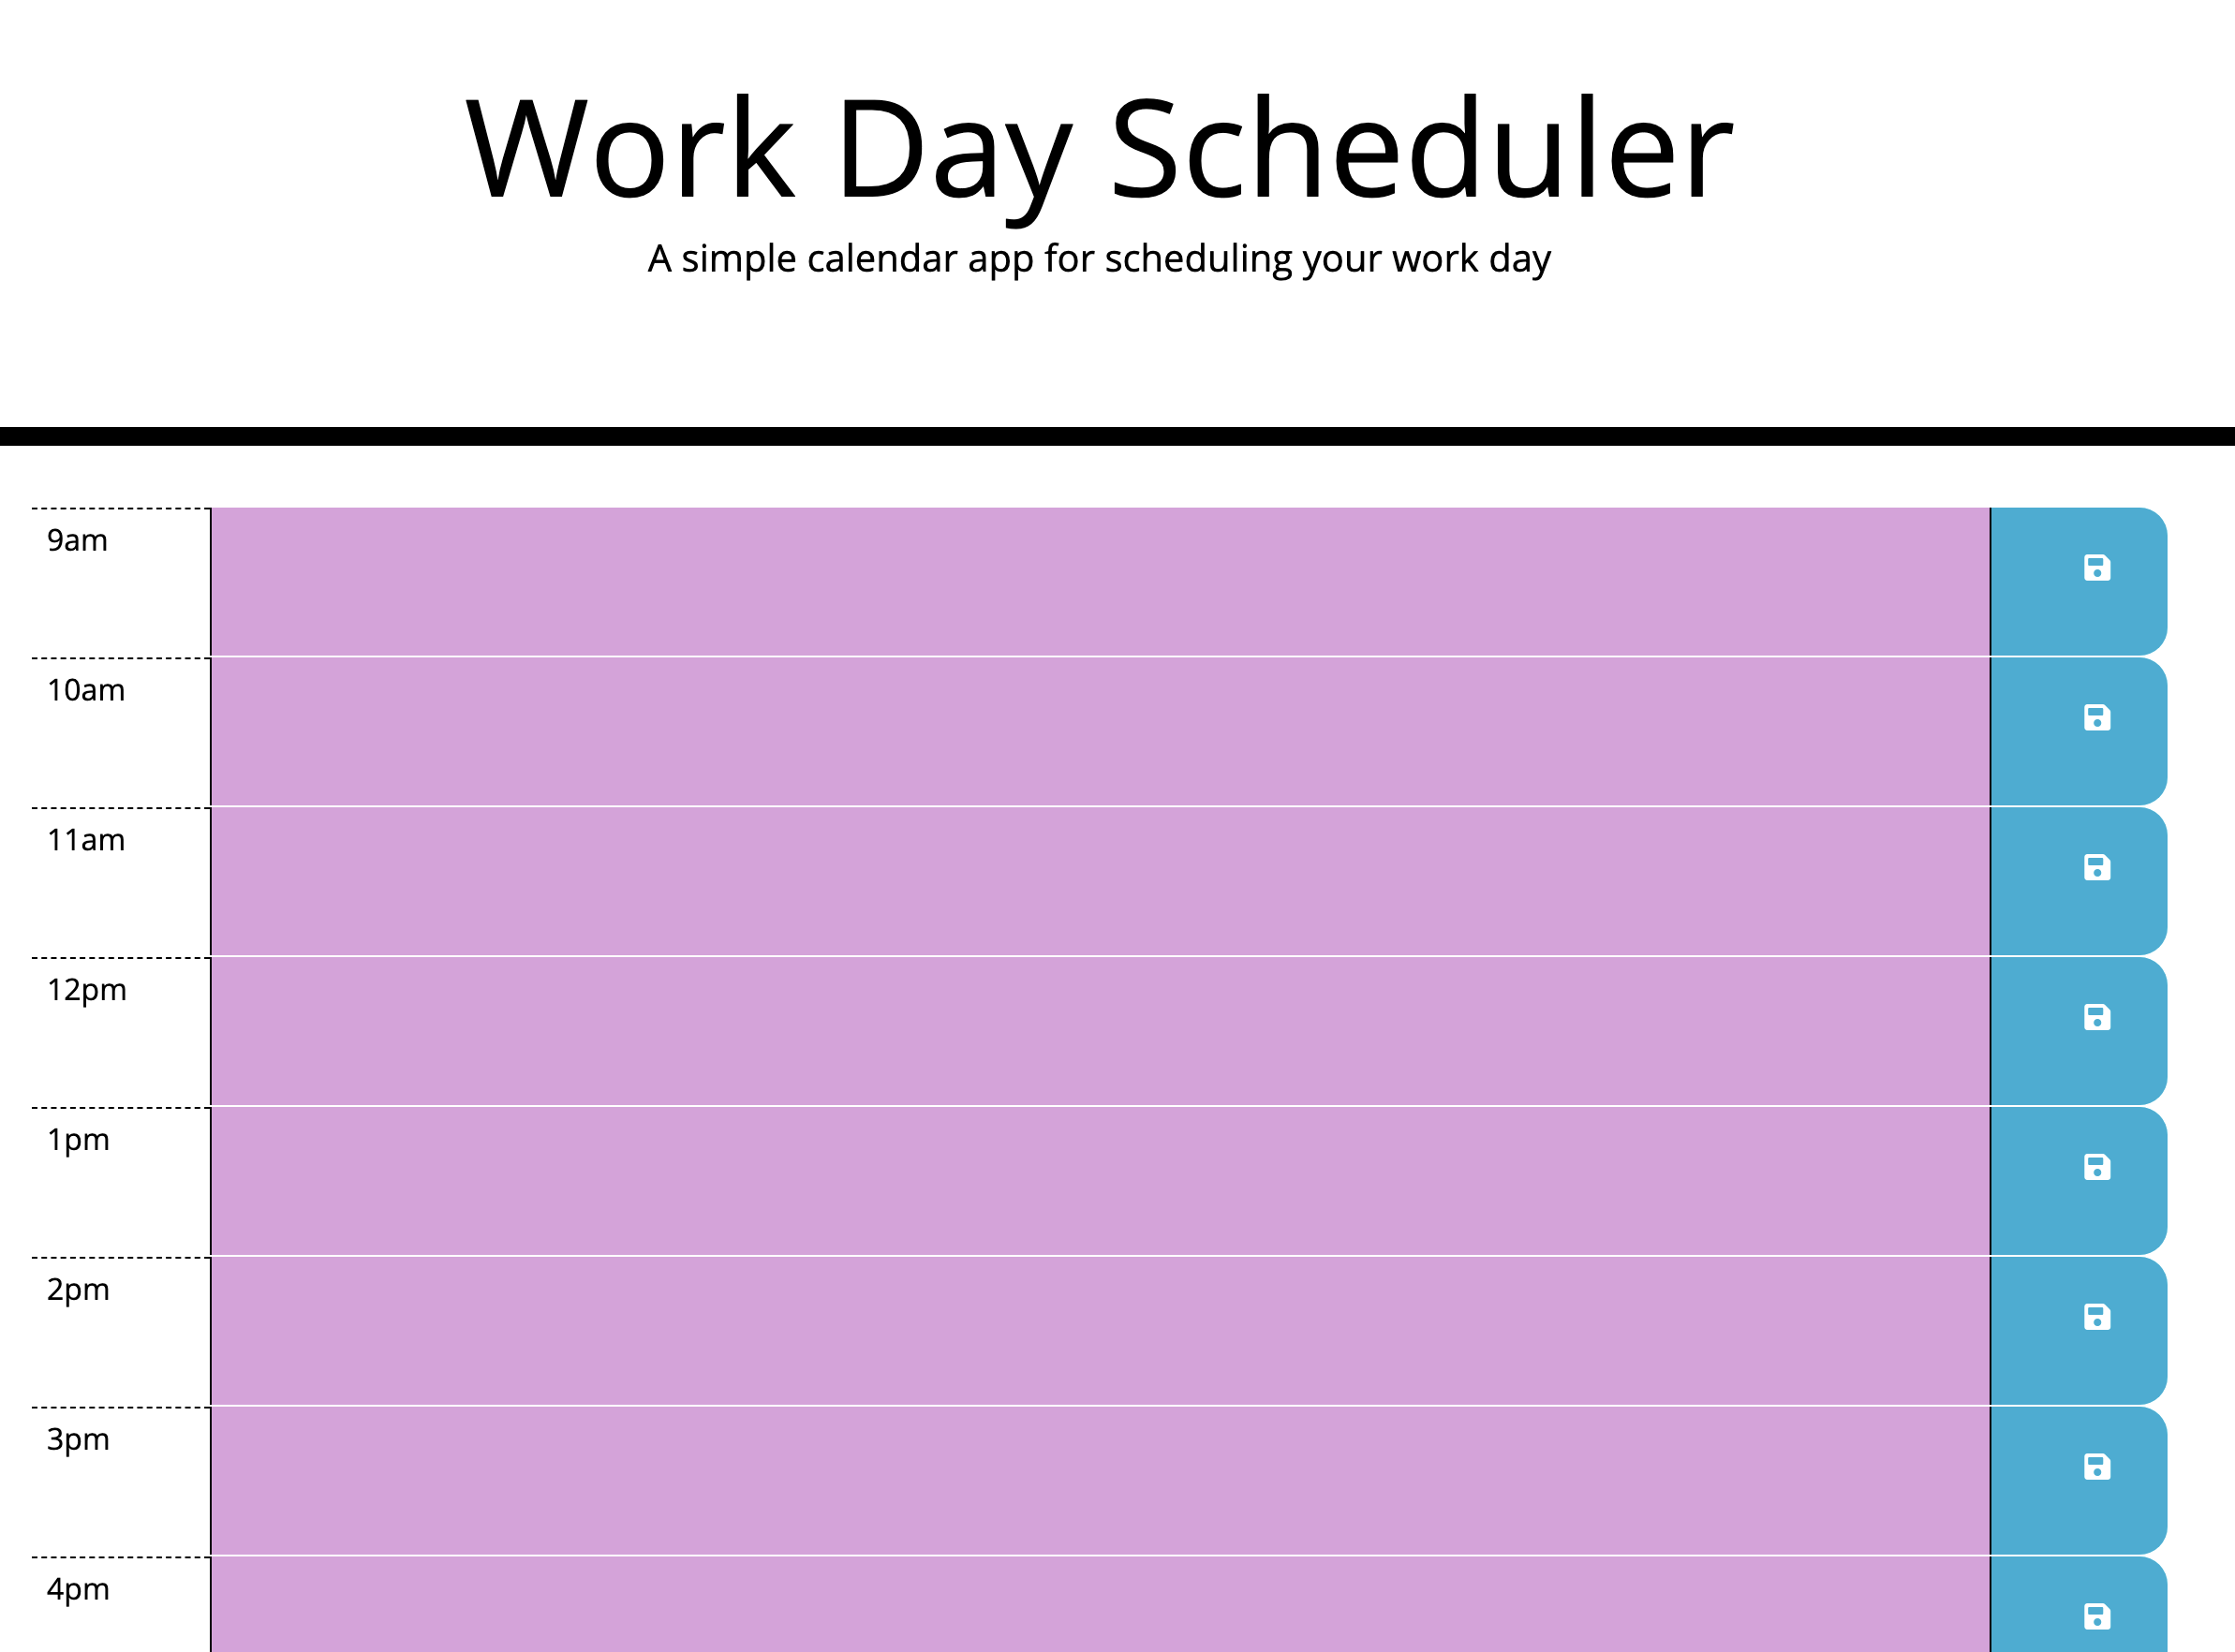 Work Day Scheduler
A simple calendar app for scheduling your work day
9am
10am
11am
12pm
1pm
2pm
3pm
4pm